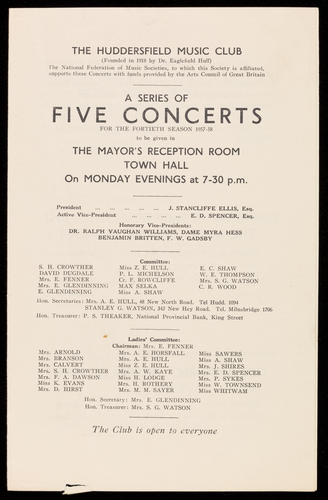 THE HUDDERSFIELD MUSIC CLUB
(Founded in 1918 by Dr. Eaglefield Hull)
The National Federation of Music Societies, to which this Society is affiliated,
supports these Concerts with funds provided by the Arts Council of Great Britain
A SERIES OF
FIVE CONCERTS
FOR THE FORTIETH SEASON 1957-58
to be given in
THE MAYOR'S RECEPTION ROOM
TOWN HALL
On MONDAY EVENINGS at 7-30 p.m.
President ... ... ... ... J. STANCLIFFE ELLIS, Esq.
Active Vice-President ... ... ... E. D. SPENCER, Esq.
Honorary Vice-Presidents:
DR. RALPH VAUGHAN WILLIAMS, DAME MYRA HESS
BENJAMIN BRITTEN, F. W. GADSBY
Committee:
S. H. CROWTHER Miss Z. E. HULL E. C. SHAW
DAVID DUGDALE P. L. MICHELSON W. E. THOMPSON
Mrs. E. FENNER Cr. F. ROWCLIFFE Mrs. S. G. WATSON
Mrs. E. GLENDINNING MAX SELKA C. R. WOOD
E. GLENDINNING Miss A. SHAW
Hon. Secretaries: Mrs. A. E. HULL, 48 New North Road. Tel Hudd. 1094
STANLEY G. WATSON, 342 New Hey Road. Tel. Milnsbridge 1706
Hon. Treasurer: P. S. THEAKER, National Provincial Bank, King Street
Ladies' Committee:
Chairman: Mrs. E. FENNER
Mrs. ARNOLD Mrs. A. E. HORSFALL Miss SAWERS
Mrs. BRANSON Mrs. A. E. HULL Miss A. SHAW
Mrs. CALVERT Miss Z. E. HULL Mrs. J. SHIRES
Mrs. S. H. CROWTHER Mrs. A. W. KAYE Mrs. E. D. SPENCER
Mrs. F. A. DAWSON Miss H. LODGE Mrs. P. SYKES
Miss K. EVANS Mrs. H. ROTHERY Miss W. TOWNSEND
Mrs. D. HIRST Mrs. M. M. SAYER Miss WHITWAM
Hon. Secretary: Mrs. E. GLENDINNING
Hon. Treasurer: Mrs. S. G. WATSON
The Club is open to everyone